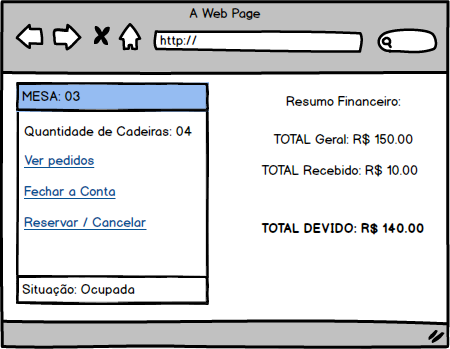 A Web Page
http://
MESA: 03
Quantidade de Cadeiras: 04
Ver pedidos
Fechar a Conta
Reservar / Cancelar
Situação: Ocupada
Resumo Financeiro:
TOTAL Geral: R$ 150.00
TOTAL Recebido: R$ 10.00
TOTAL DEVIDO: R$ 140.00